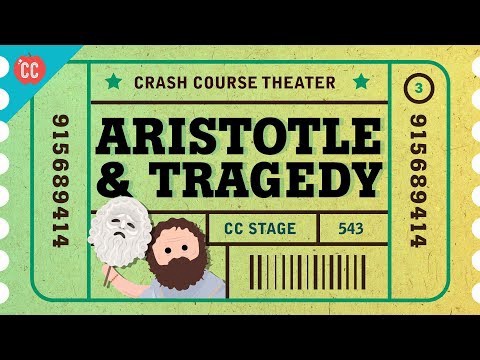 CC
CRASH COURSE THEATER
3
915689414
ARISTOTLE
& TRAGEDY
915689414
CC STAGE
543